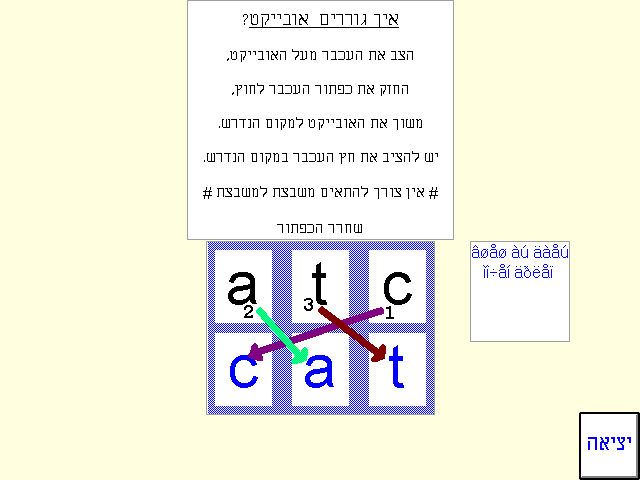 איך גוררים אובייקט?
הצב את העכבר מעל האובייקט,
החזק את כפתור העכבר לחוץ,
משוך את האובייקט למקום הנדרש.
יש להציב את חץ העכבר במקום הנדרש.
# אין צורך להתאים משבצת למשבצת #
שחרר הכפתור
a t c
2 3 1
c a t
âøåø àú äàåú
ìî÷åí äðëåï
יציאה